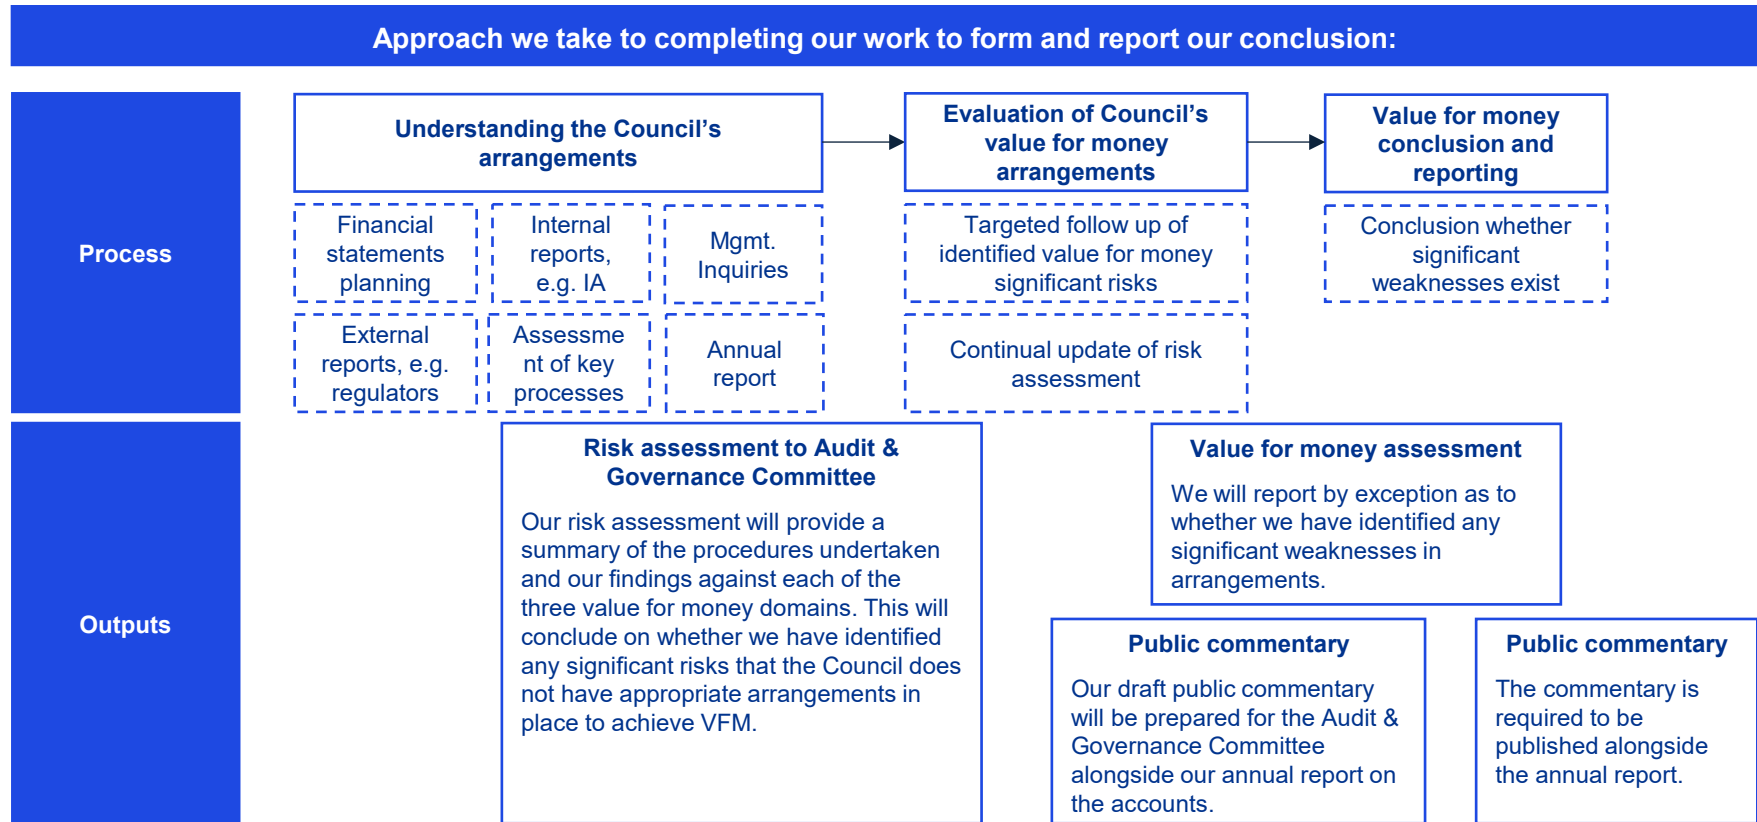 Approach we take to completing our work to form and report our conclusion:
Process
Understanding the Council’s
arrangements
Evaluation of Council’s
value for money
arrangements
Value for money
conclusion and
reporting
Financial
statements
planning
Internal
reports,
e.g. IA
Mgmt.
Inquiries
External
reports, e.g.
regulators
Assessme
nt of key
processes
Annual
report
Targeted follow up of
identified value for money
significant risks
Continual update of risk
assessment
Conclusion whether
significant
weaknesses exist
Outputs
Risk assessment to Audit &
Governance Committee
Our risk assessment will provide a
summary of the procedures undertaken
and our findings against each of the
three value for money domains. This will
conclude on whether we have identified
any significant risks that the Council does
not have appropriate arrangements in
place to achieve VFM.
Value for money assessment
We will report by exception as to
whether we have identified any
significant weaknesses in
arrangements.
Public commentary
Our draft public commentary
will be prepared for the Audit &
Governance Committee
alongside our annual report on
the accounts.
Public commentary
The commentary is
required to be
published alongside
the annual report.